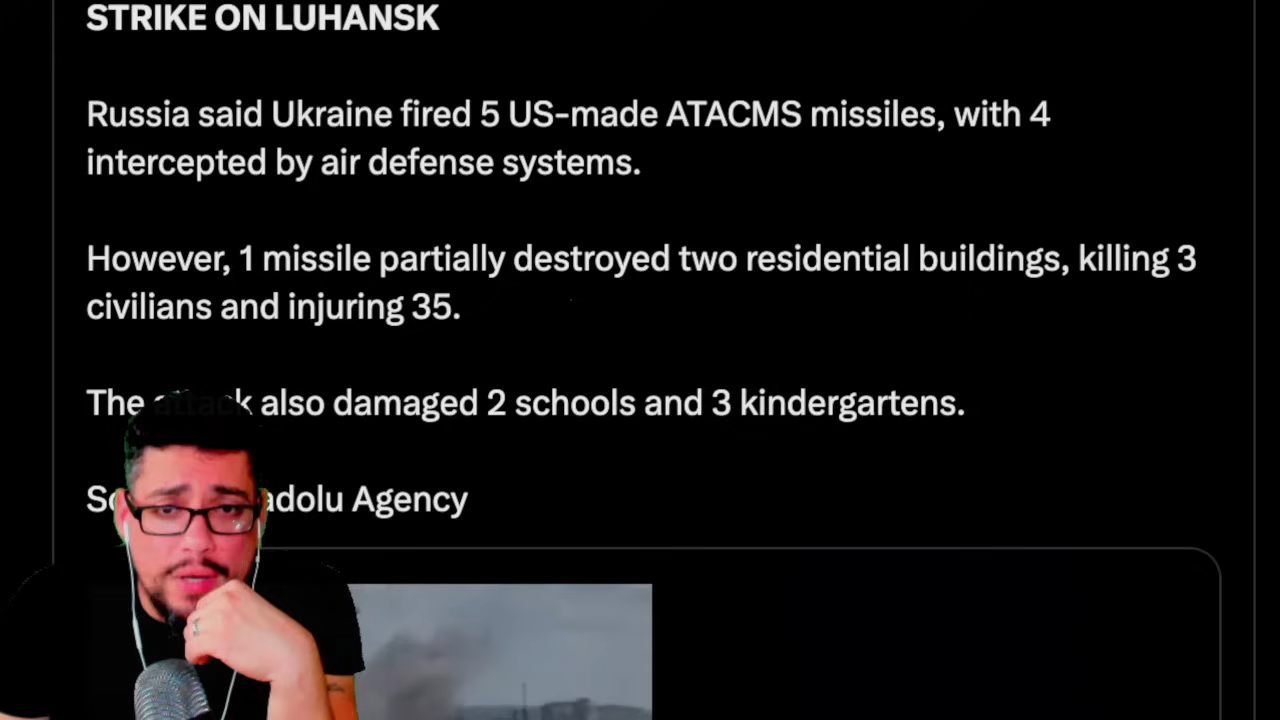 STRIKE ON LUHANSK
Russia said Ukraine fired 5 US-made ATACMS missiles, with 4
intercepted by air defense systems.
However, 1 missile partially destroyed two residential buildings, killing 3
civilians and injuring 35.
The attack also damaged 2 schools and 3 kindergartens.
Agency